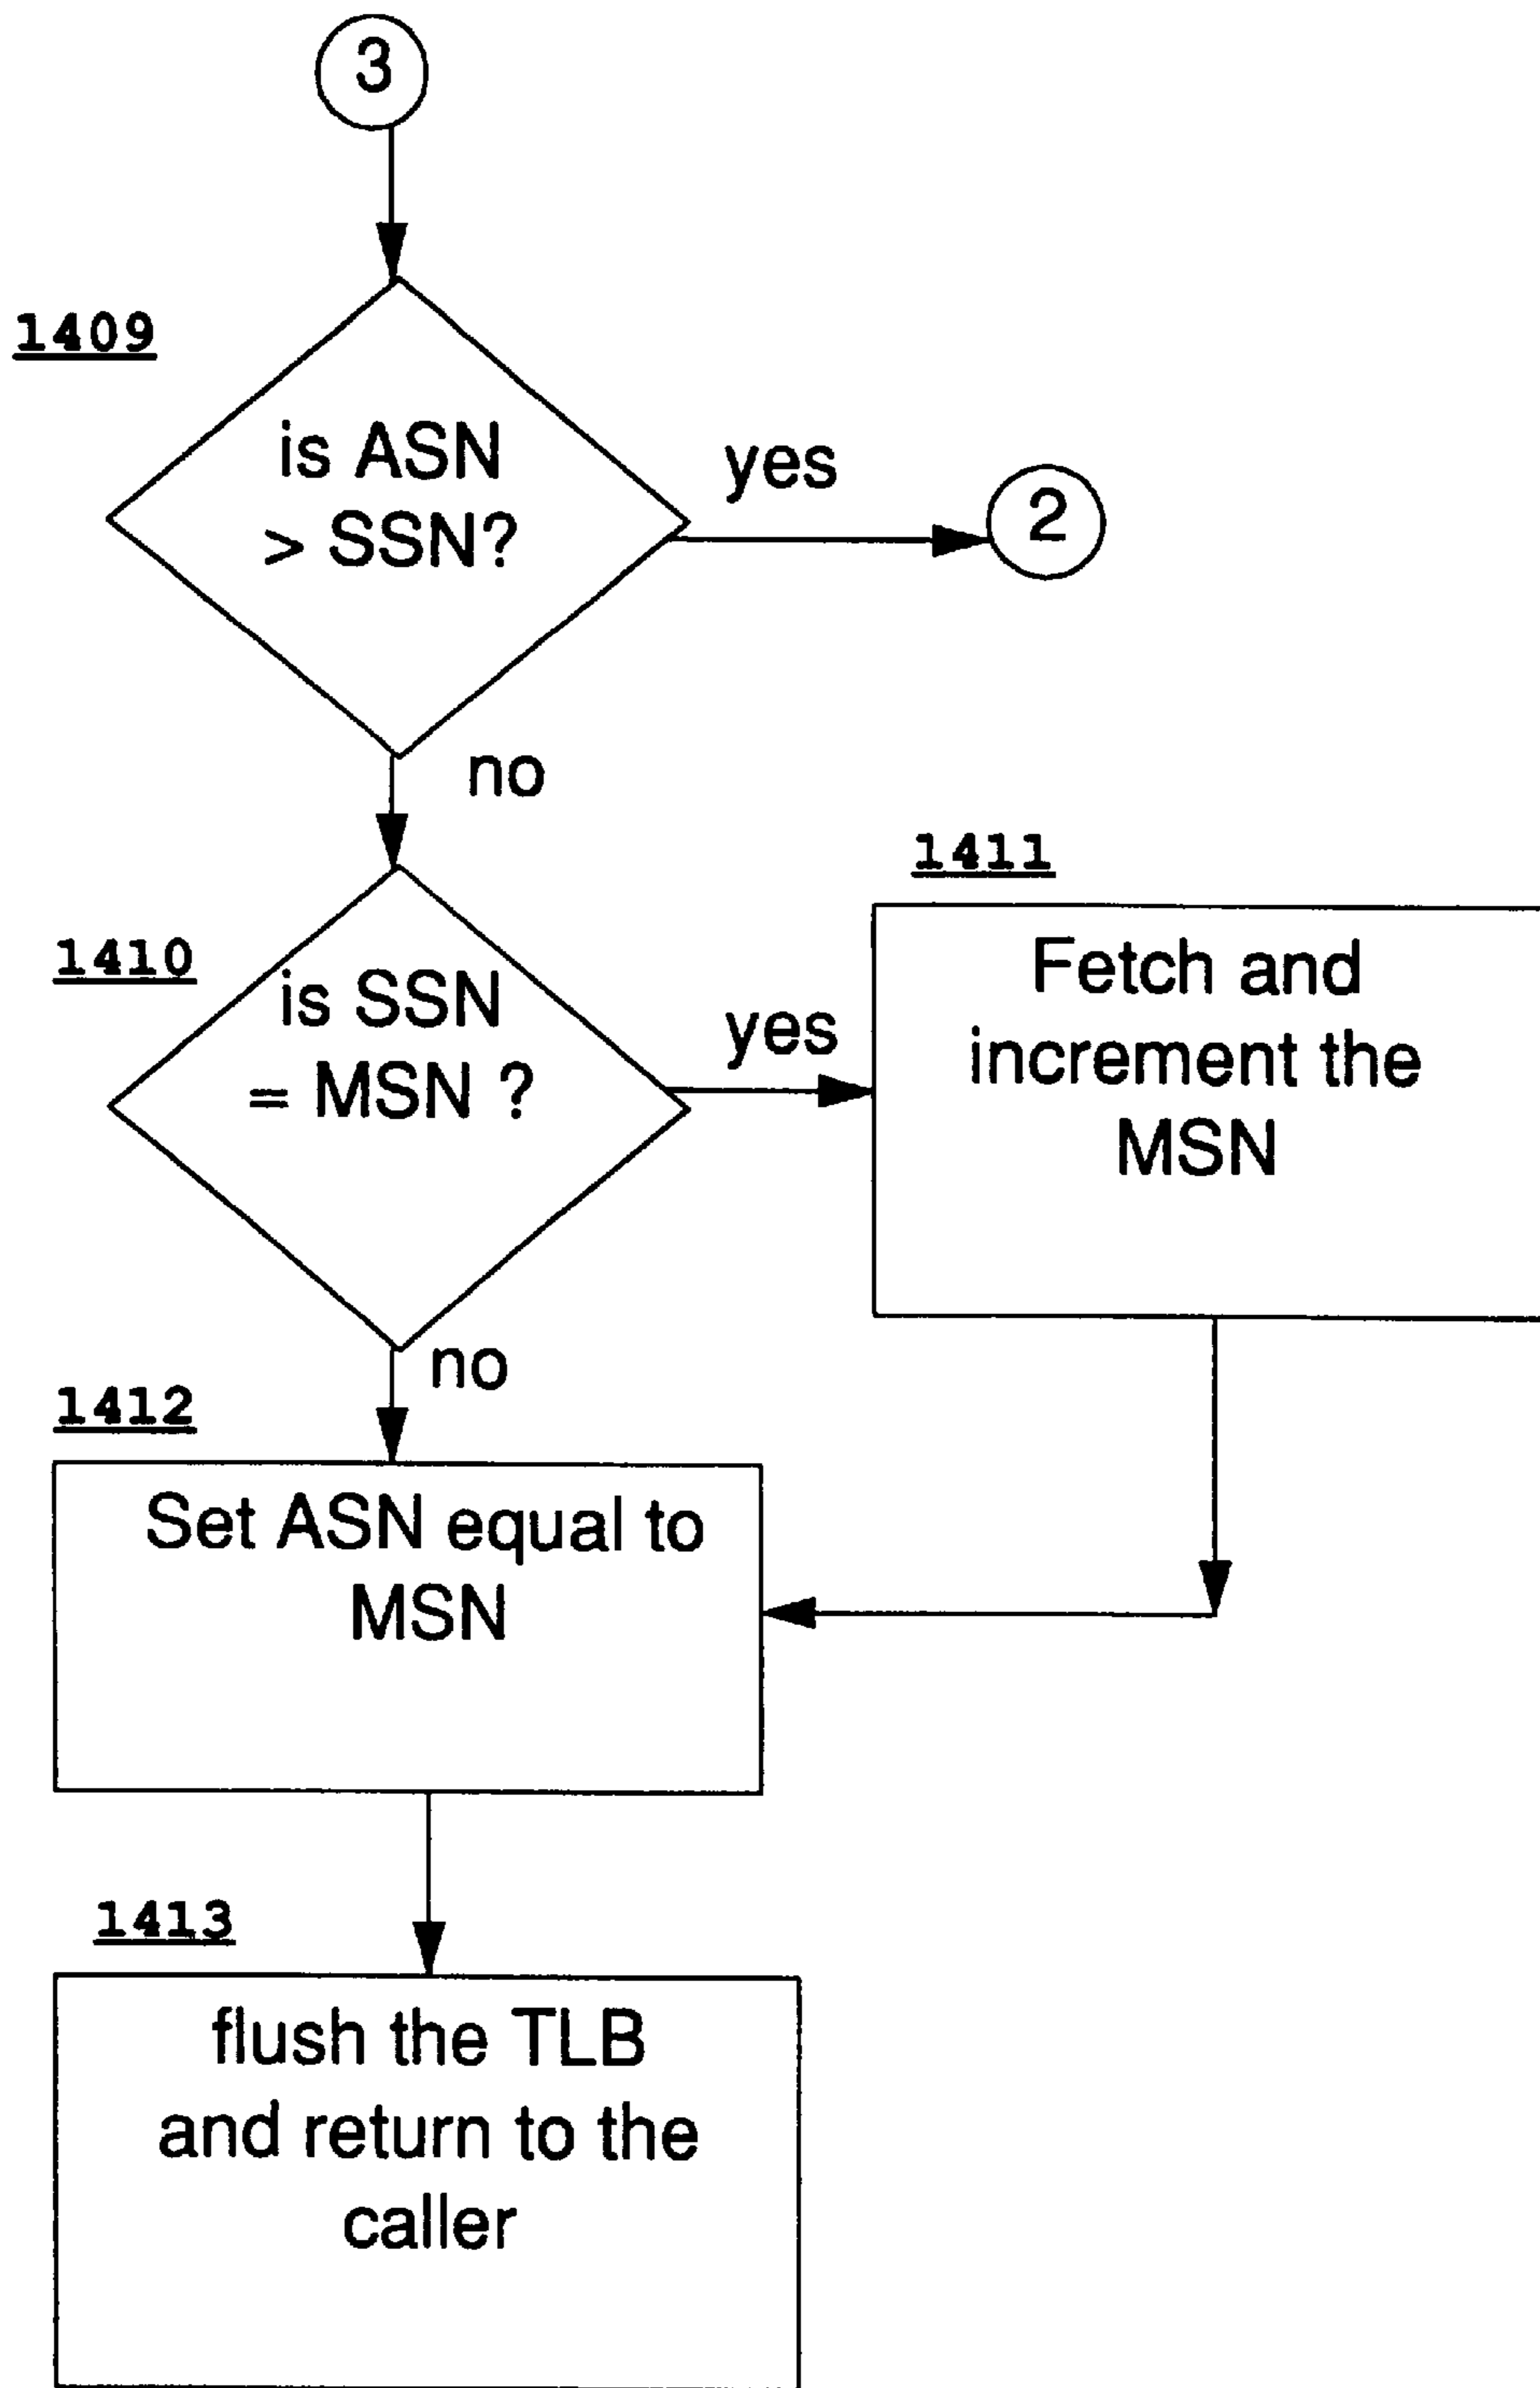 3
1409
is ASN
> SSN?
yes
2
no
1410
is SSN
= MSN ?
yes
1411
Fetch and
increment the
MSN
no
1412
Set ASN equal to
MSN
1413
flush the TLB
and return to the
caller